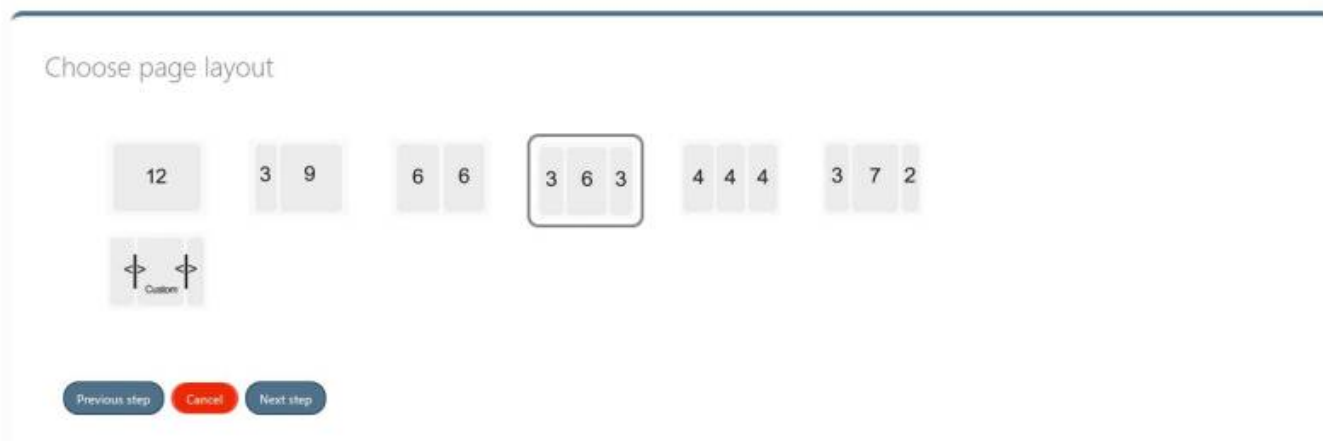 Choose page layout
12 3 9 6 6 3 6 3 4 4 4 3 7 2
<> <>
Custom
Previous step Cancel Next step